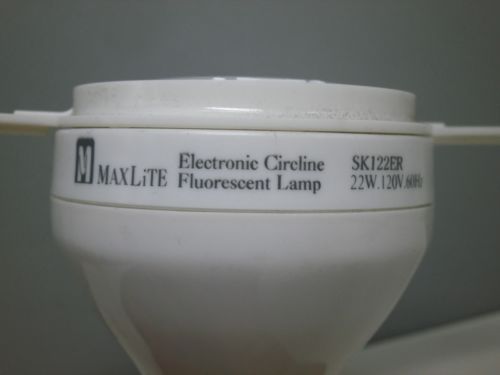 M MAXLITE Electronic Circline SK122ER
Fluorescent Lamp 22W.120V.60Hz